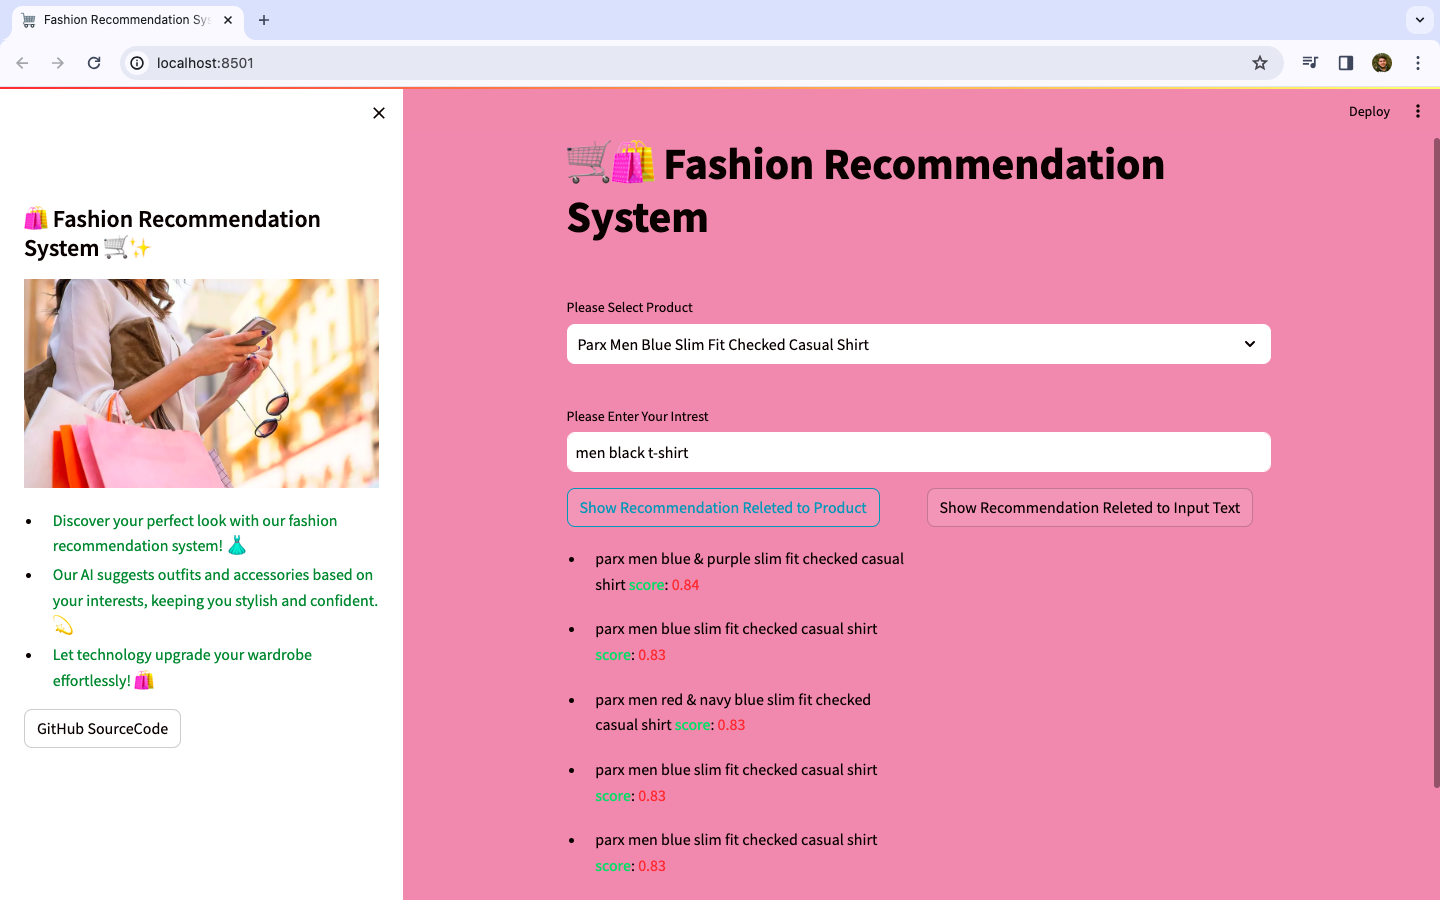 Fashion Recommendation Sys
localhost:8501
Deploy
🛍️ Fashion Recommendation
System 🛒✨
Discover your perfect look with our fashion
recommendation system! 👗
Our AI suggests outfits and accessories based on
your interests, keeping you stylish and confident.
💫
Let technology upgrade your wardrobe
effortlessly! 🛍️
GitHub SourceCode
🛒🛍️ Fashion Recommendation
System
Please Select Product
Parx Men Blue Slim Fit Checked Casual Shirt
Please Enter Your Intrest
men black t-shirt
Show Recommendation Releted to Product
Show Recommendation Releted to Input Text
parx men blue & purple slim fit checked casual
shirt score: 0.84
parx men blue slim fit checked casual shirt
score: 0.83
parx men red & navy blue slim fit checked
casual shirt score: 0.83
parx men blue slim fit checked casual shirt
score: 0.83
parx men blue slim fit checked casual shirt
score: 0.83